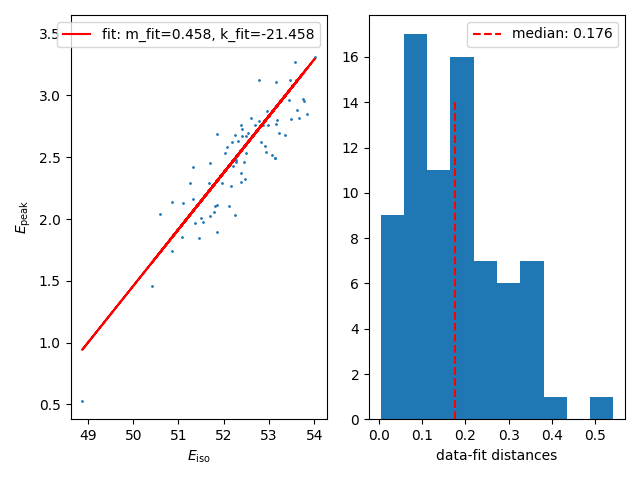 fit: m_fit=0.458, k_fit=-21.458
3.5
3.0
2.5
2.0
1.5
1.0
0.5
E_peak
49 50 51 52 53 54
E_iso
median: 0.176
16
14
12
10
8
6
4
2
0
0.0 0.1 0.2 0.3 0.4 0.5
data-fit distances